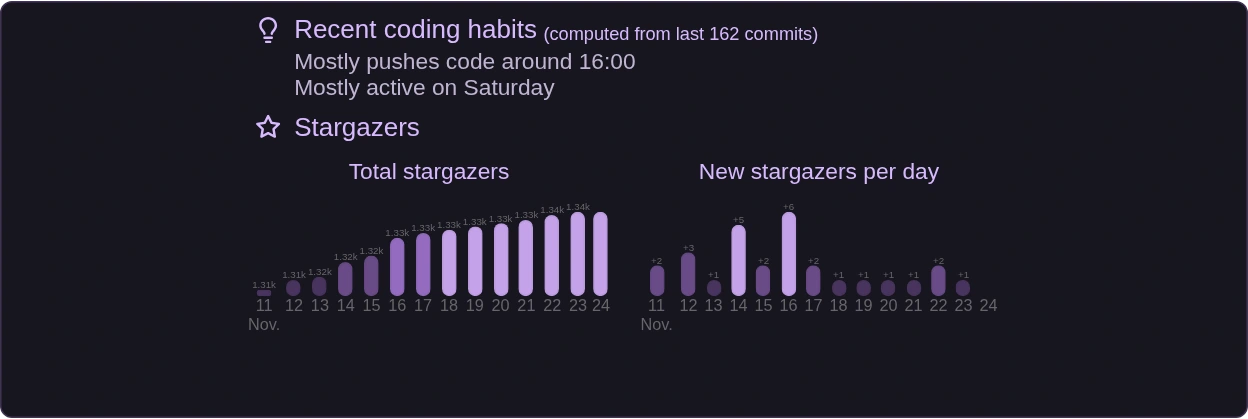 Recent coding habits (computed from last 162 commits)
Mostly pushes code around 16:00
Mostly active on Saturday
Stargazers
Total stargazers
1.31k 1.31k 1.32k 1.32k 1.32k 1.33k 1.33k 1.33k 1.33k 1.33k 1.33k 1.34k 1.34k
11 12 13 14 15 16 17 18 19 20 21 22 23 24
Nov.
New stargazers per day
+2 +3 +1 +5 +2 +6 +2 +1 +1 +1 +1 +2 +1
11 12 13 14 15 16 17 18 19 20 21 22 23 24
Nov.